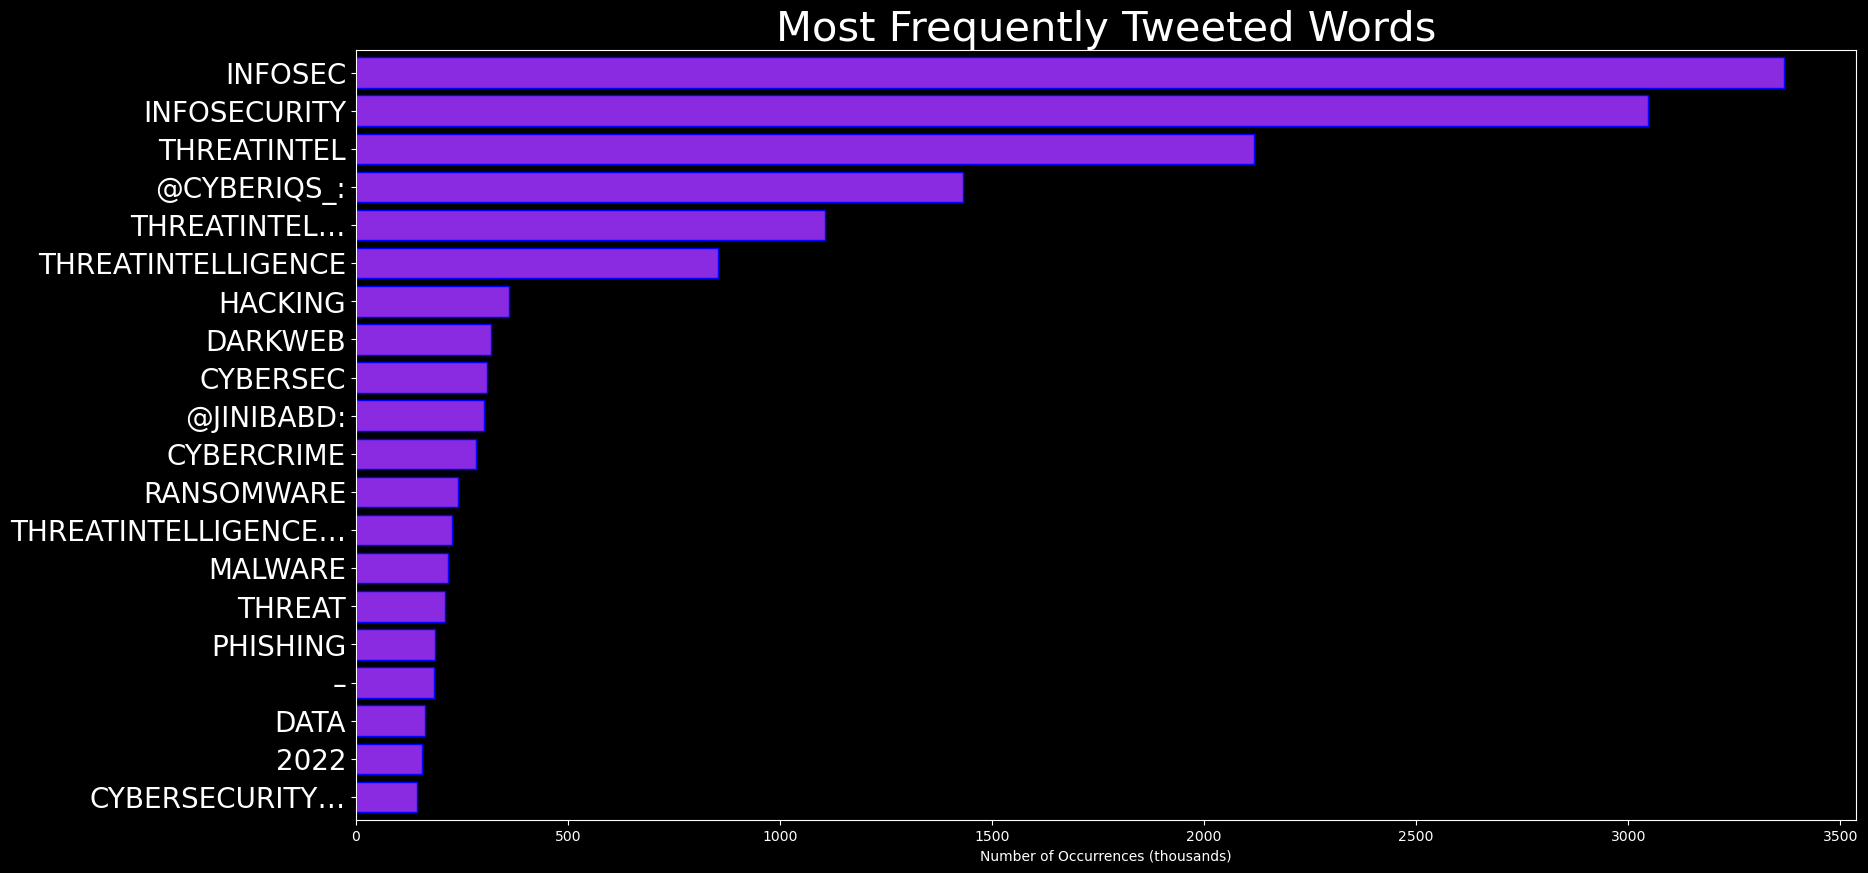 Most Frequently Tweeted Words
INFOSEC
INFOSECURITY
THREATINTEL
@CYBERIQS_:
THREATINTEL…
THREATINTELLIGENCE
HACKING
DARKWEB
CYBERSEC
@JINIBABD:
CYBERCRIME
RANSOMWARE
THREATINTELLIGENCE…
MALWARE
THREAT
PHISHING
–
DATA
2022
CYBERSECURITY…
0 500 1000 1500 2000 2500 3000 3500
Number of Occurrences (thousands)